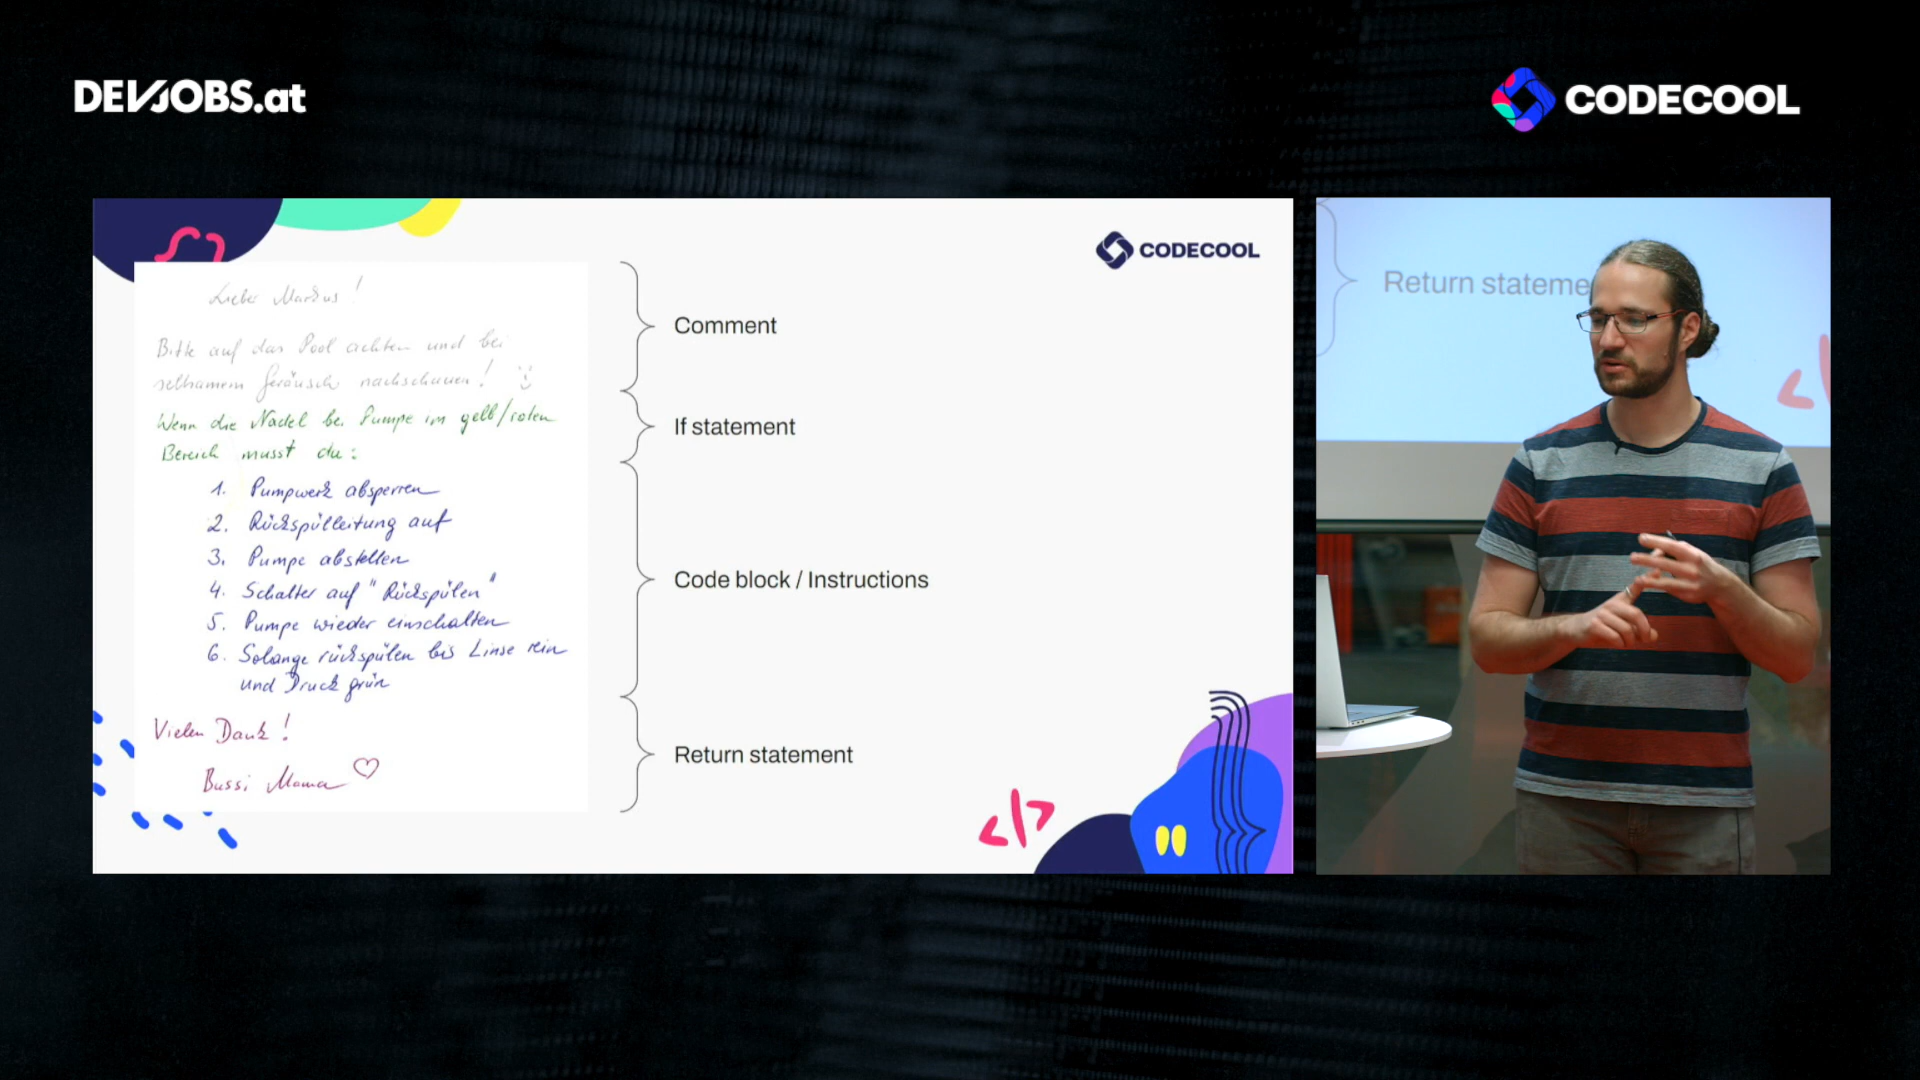 DEVJOBS.at
CODECOOL
CODECOOL
Liebe Markus!
Bitte auf das Pool achten und bei
seltsamem Geräusch nachschauen! :)
Wenn die Nadel bei Pumpe im gelb/roten
Bereich musst du:
1. Pumpwerk absperren
2. Rückspülleitung auf
3. Pumpe abstellen
4. Schalter auf "Rückspülen"
5. Pumpe wieder einschalten
6. Solange rückspülen bis Linse rein
und Druck grün
Vielen Dank!
Bussi Mama ♡
Comment
If statement
Code block / Instructions
Return statement
</>
Return stateme